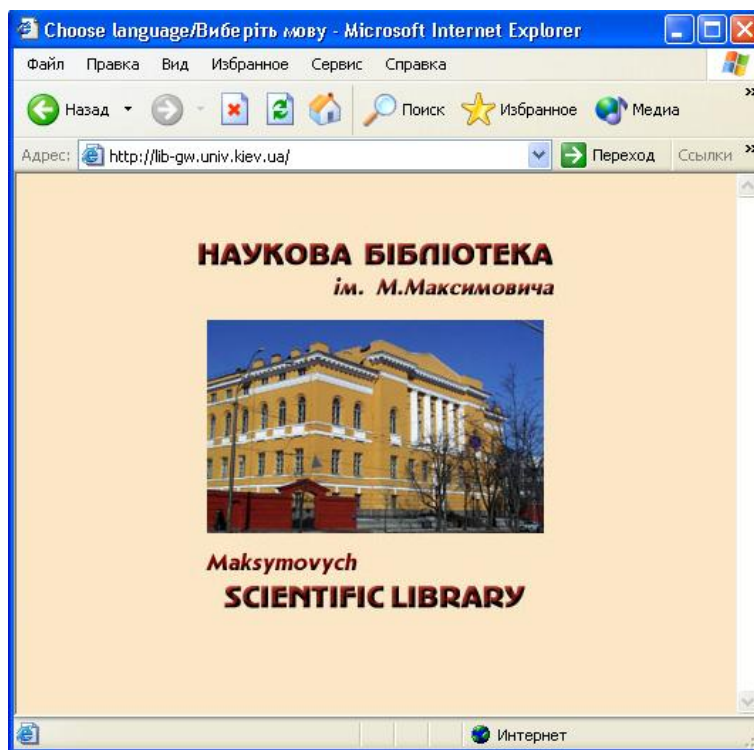 Choose language/Виберіть мову - Microsoft Internet Explorer
Файл Правка Вид Избранное Сервис Справка
Назад Поиск Избранное Медиа »
Адрес: http://lib-gw.univ.kiev.ua/ Переход Ссылки »
НАУКОВА БІБЛІОТЕКА
ім. М.Максимовича
Maksymovych
SCIENTIFIC LIBRARY
Интернет